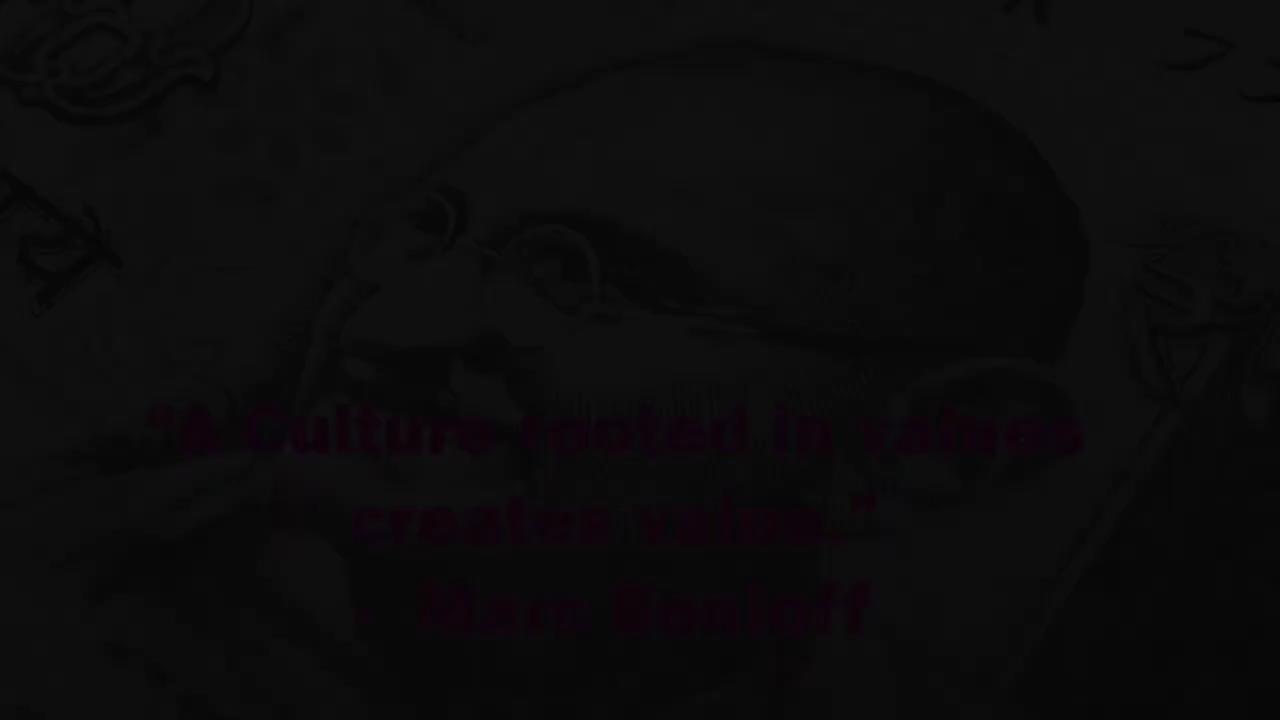 “A Culture rooted in values
creates value.”
- Marc Benioff